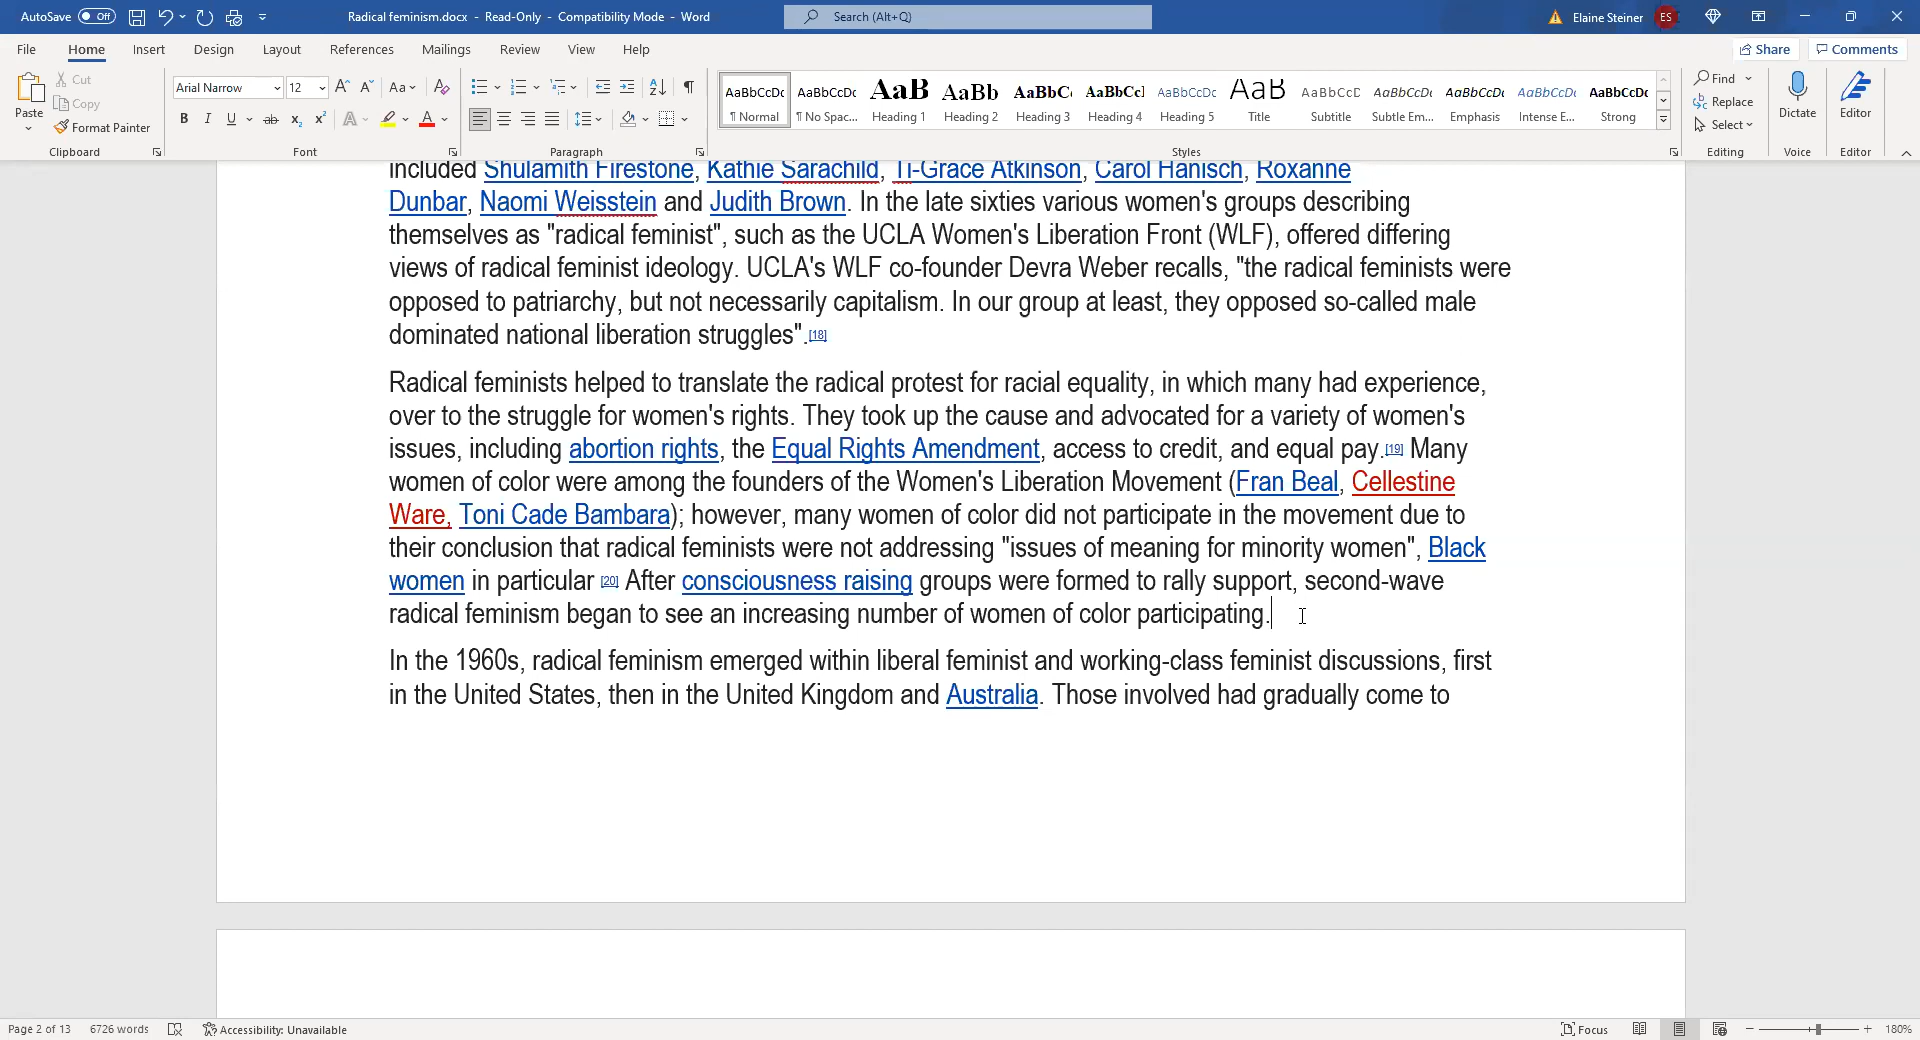 AutoSave Off Radical feminism.docx - Read-Only - Compatibility Mode - Word Search (Alt+Q) Elaine Steiner ES
File Home Insert Design Layout References Mailings Review View Help Share Comments
Paste Cut Copy Format Painter Clipboard
Arial Narrow 12 Aa Font
Paragraph
AaBbCcDc AaBbCcDc AaB AaBb AaBbC AaBbCcI AaBbCcDc AaB AaBbCcD AaBbCcDc AaBbCcDc AaBbCcDc AaBbCcDc
¶ Normal ¶ No Spac... Heading 1 Heading 2 Heading 3 Heading 4 Heading 5 Title Subtitle Subtle Em... Emphasis Intense E... Strong
Styles
Find Replace Select Editing
Dictate Voice
Editor Editor
included Shulamith Firestone, Kathie Sarachild, Ti-Grace Atkinson, Carol Hanisch, Roxanne
Dunbar, Naomi Weisstein and Judith Brown. In the late sixties various women's groups describing
themselves as "radical feminist", such as the UCLA Women's Liberation Front (WLF), offered differing
views of radical feminist ideology. UCLA's WLF co-founder Devra Weber recalls, "the radical feminists were
opposed to patriarchy, but not necessarily capitalism. In our group at least, they opposed so-called male
dominated national liberation struggles".[18]
Radical feminists helped to translate the radical protest for racial equality, in which many had experience,
over to the struggle for women's rights. They took up the cause and advocated for a variety of women's
issues, including abortion rights, the Equal Rights Amendment, access to credit, and equal pay.[19] Many
women of color were among the founders of the Women's Liberation Movement (Fran Beal, Cellestine
Ware, Toni Cade Bambara); however, many women of color did not participate in the movement due to
their conclusion that radical feminists were not addressing "issues of meaning for minority women", Black
women in particular [20] After consciousness raising groups were formed to rally support, second-wave
radical feminism began to see an increasing number of women of color participating.
In the 1960s, radical feminism emerged within liberal feminist and working-class feminist discussions, first
in the United States, then in the United Kingdom and Australia. Those involved had gradually come to
Page 2 of 13 6726 words Accessibility: Unavailable Focus 180%